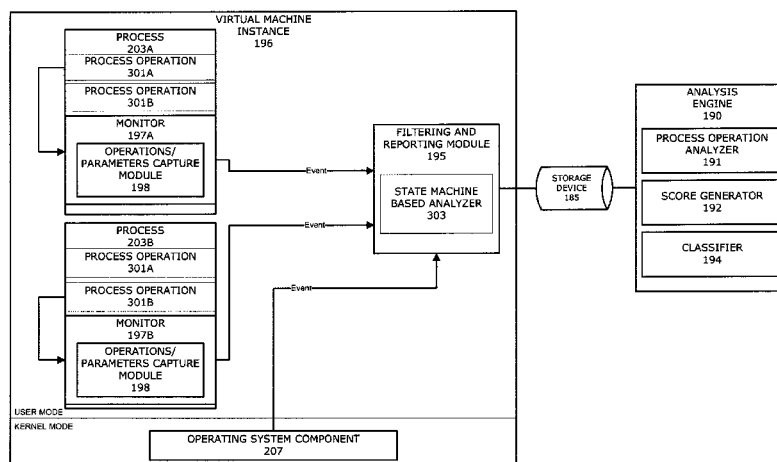 VIRTUAL MACHINE
INSTANCE
196
PROCESS
203A
PROCESS OPERATION
301A
PROCESS OPERATION
301B
MONITOR
197A
OPERATIONS/
PARAMETERS CAPTURE
MODULE
198
Event
PROCESS
203B
PROCESS OPERATION
301A
PROCESS OPERATION
301B
MONITOR
197B
OPERATIONS/
PARAMETERS CAPTURE
MODULE
198
Event
Event
FILTERING AND
REPORTING MODULE
195
STATE MACHINE
BASED ANALYZER
303
STORAGE
DEVICE
185
ANALYSIS
ENGINE
190
PROCESS OPERATION
ANALYZER
191
SCORE GENERATOR
192
CLASSIFIER
194
USER MODE
KERNEL MODE
OPERATING SYSTEM COMPONENT
207